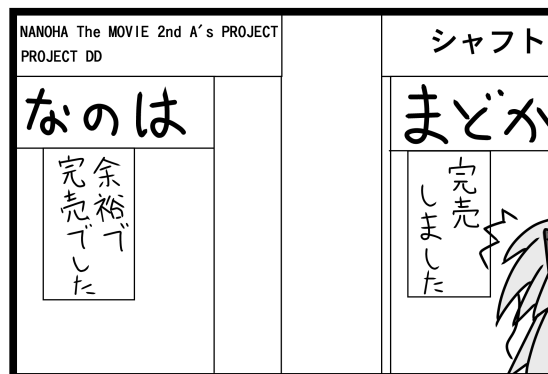 NANOHA The MOVIE 2nd A's PROJECT
PROJECT DD
なのは
余裕で
完売でした
シャフト
まどか
完売
しました